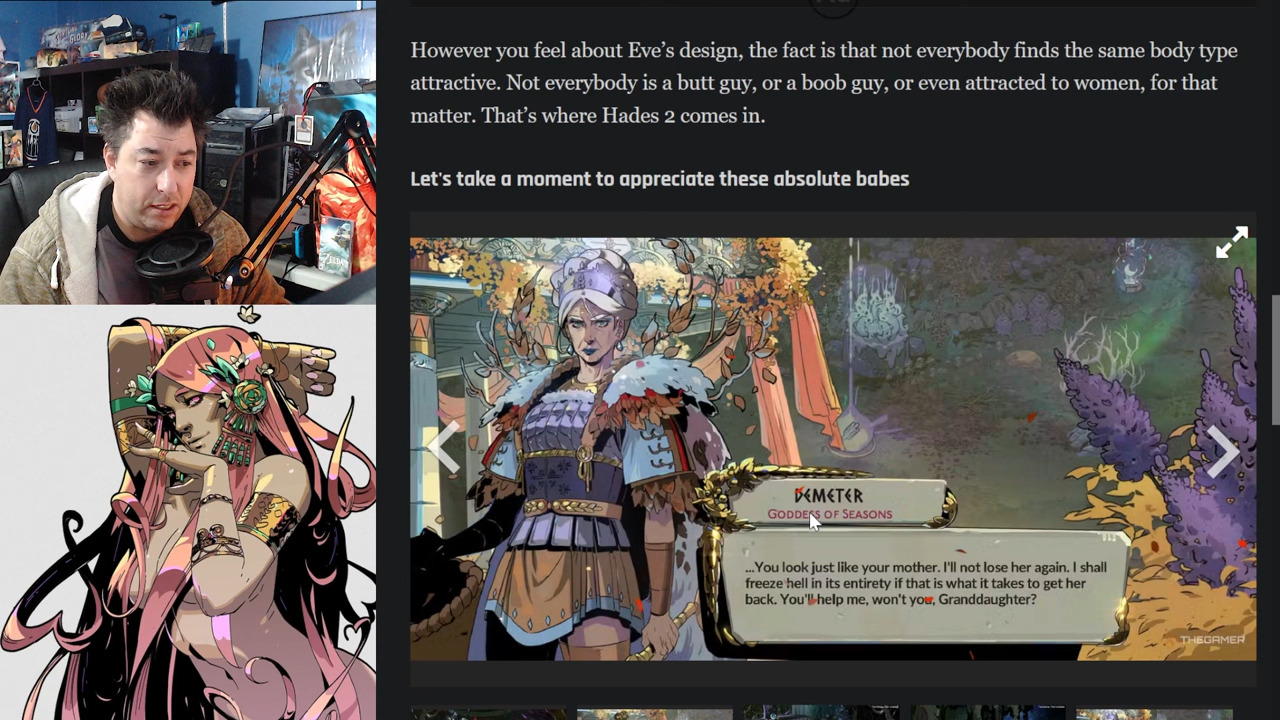 However you feel about Eve's design, the fact is that not everybody finds the same body type
attractive. Not everybody is a butt guy, or a boob guy, or even attracted to women, for that
matter. That's where Hades 2 comes in.
Let's take a moment to appreciate these absolute babes
DEMETER
GODDESS OF SEASONS
...You look just like your mother. I'll not lose her again. I shall
freeze hell in its entirety if that is what it takes to get her
back. You'll help me, won't you, Granddaughter?
THEGAMER